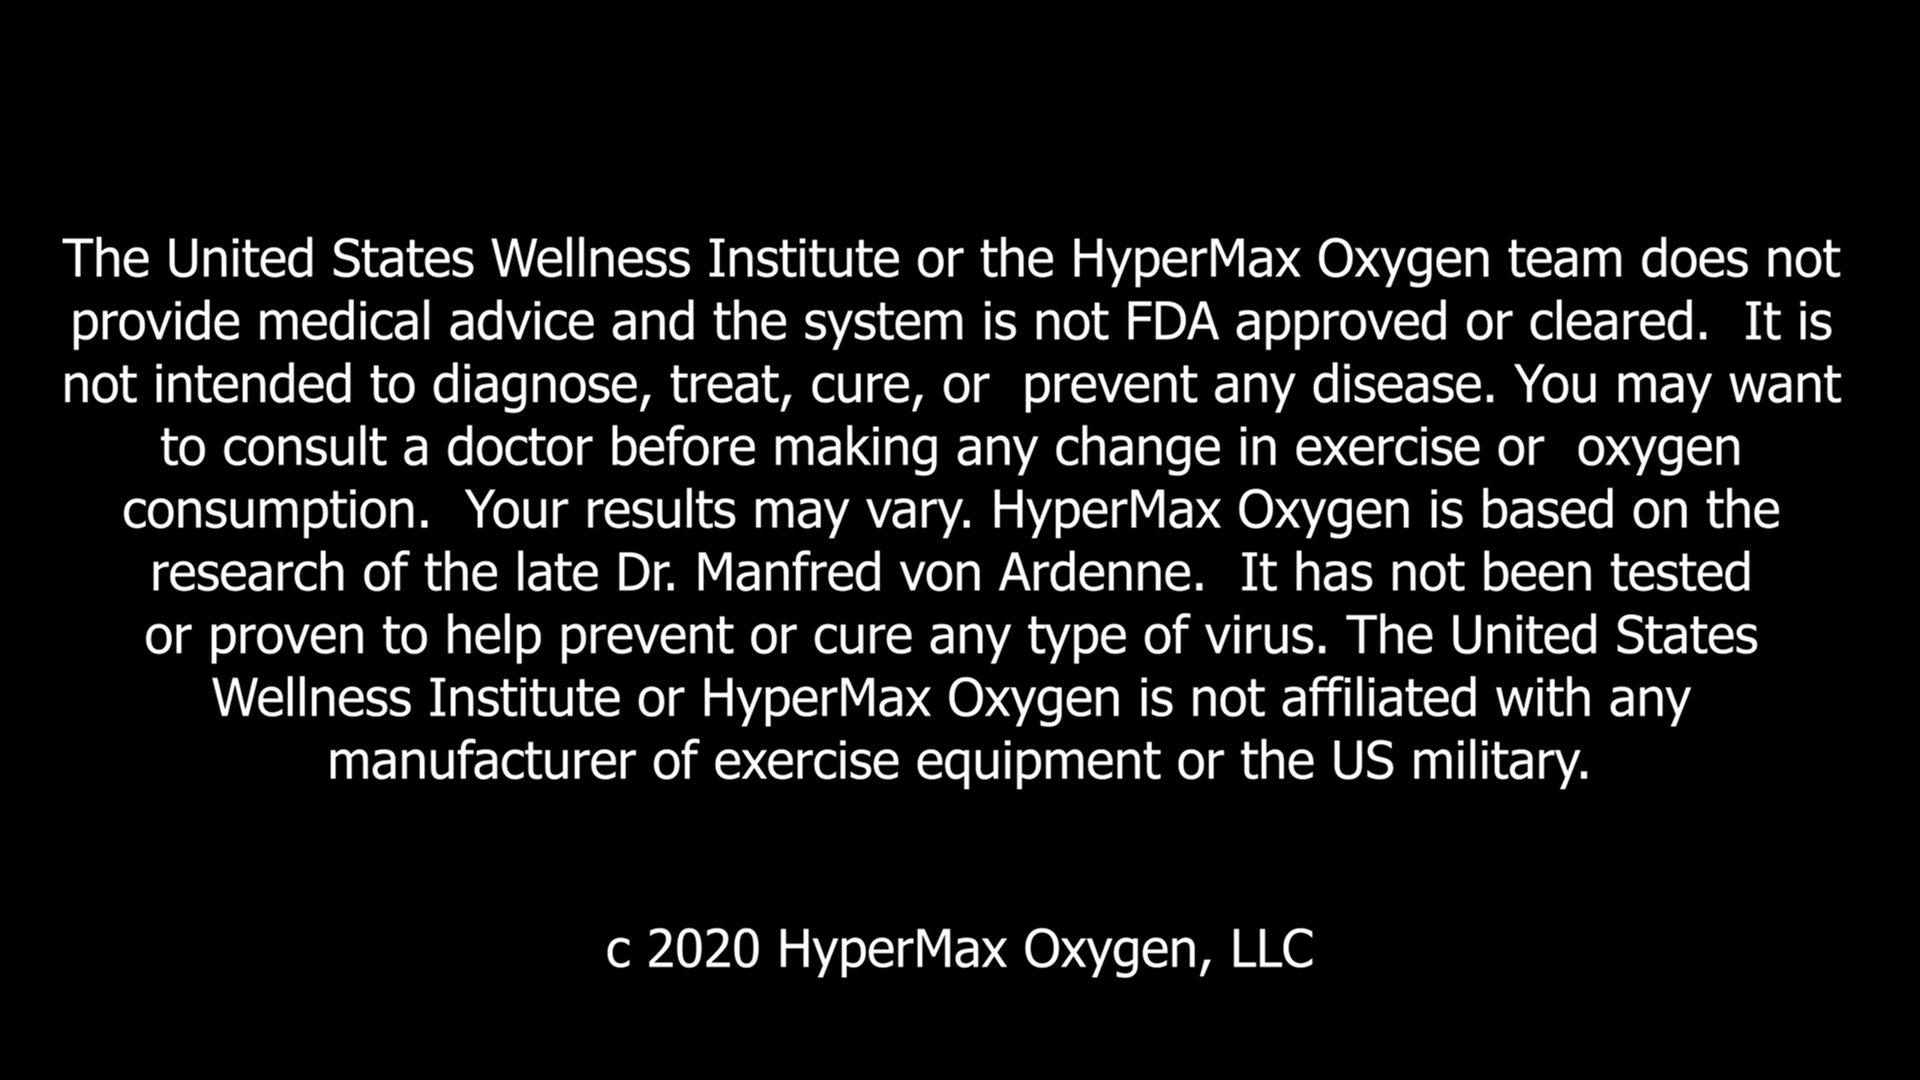 The United States Wellness Institute or the HyperMax Oxygen team does not
provide medical advice and the system is not FDA approved or cleared.  It is
not intended to diagnose, treat, cure, or  prevent any disease. You may want
to consult a doctor before making any change in exercise or  oxygen
consumption.  Your results may vary. HyperMax Oxygen is based on the
research of the late Dr. Manfred von Ardenne.  It has not been tested
or proven to help prevent or cure any type of virus. The United States
Wellness Institute or HyperMax Oxygen is not affiliated with any
manufacturer of exercise equipment or the US military.
c 2020 HyperMax Oxygen, LLC